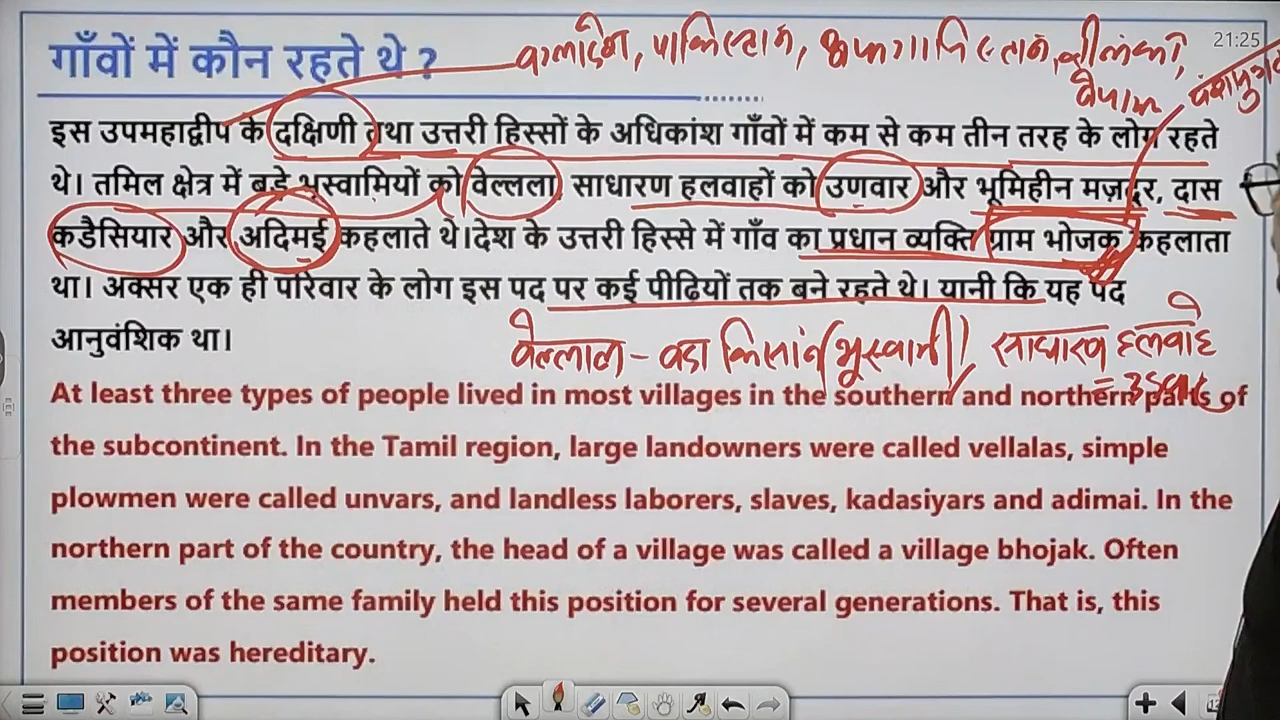 गाँवों में कौन रहते थे ?
21:25
बांग्लादेश, पाकिस्तान, अफगानिस्तान, श्रीलंका,
नेपाल
इस उपमहाद्वीप के दक्षिणी तथा उत्तरी हिस्सों के अधिकांश गाँवों में कम से कम तीन तरह के लोग रहते
थे। तमिल क्षेत्र में बड़े भूस्वामियों को वेल्लला, साधारण हलवाहों को उणवार और भूमिहीन मज़दूर, दास
कडैसियार और अदिमई कहलाते थे।देश के उत्तरी हिस्से में गाँव का प्रधान व्यक्ति ग्राम भोजक कहलाता
था। अक्सर एक ही परिवार के लोग इस पद पर कई पीढियों तक बने रहते थे। यानी कि यह पद
आनुवंशिक था।
वेल्लाल - बडा किसान (भूस्वामी), साधारण हलवाहे
At least three types of people lived in most villages in the southern and northern parts of
the subcontinent. In the Tamil region, large landowners were called vellalas, simple
plowmen were called unvars, and landless laborers, slaves, kadasiyars and adimai. In the
northern part of the country, the head of a village was called a village bhojak. Often
members of the same family held this position for several generations. That is, this
position was hereditary.